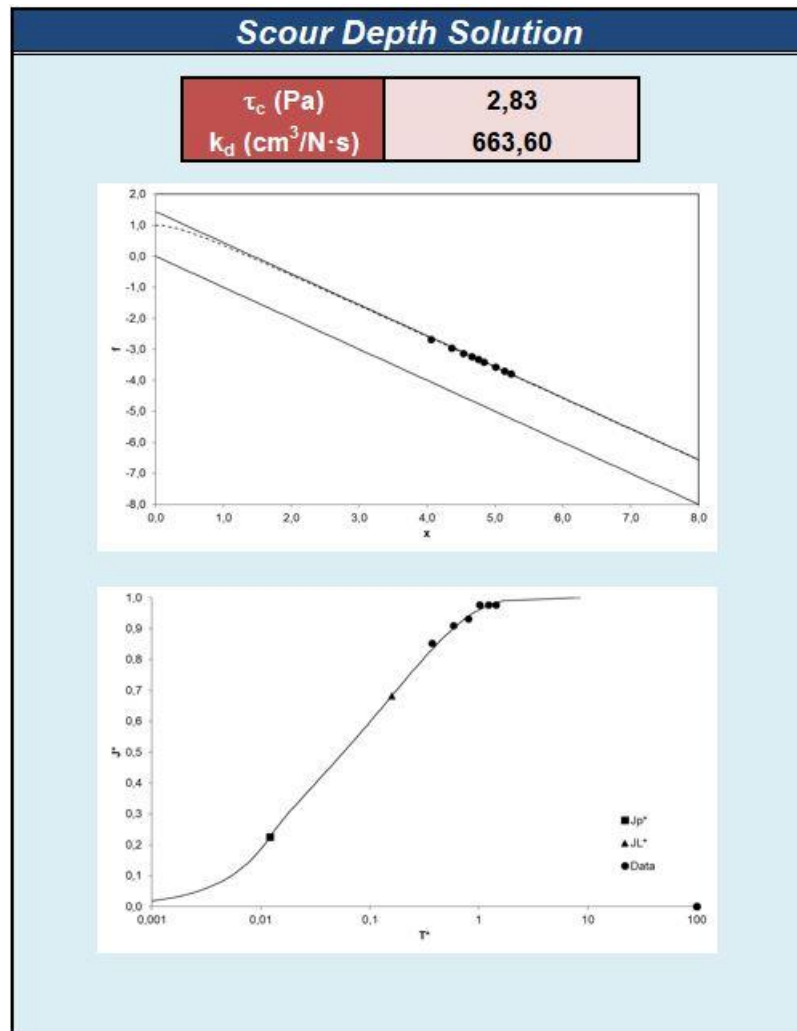 Scour Depth Solution
τc (Pa) 2,83
kd (cm³/N·s) 663,60
2,0
1,0
0,0
-1,0
-2,0
-3,0
-4,0
-5,0
-6,0
-7,0
-8,0
f
0,0 1,0 2,0 3,0 4,0 5,0 6,0 7,0 8,0
x
1,0
0,9
0,8
0,7
0,6
0,5
0,4
0,3
0,2
0,1
0,0
J*
Jp*
JL*
Data
0,001 0,01 0,1 1 10 100
T*